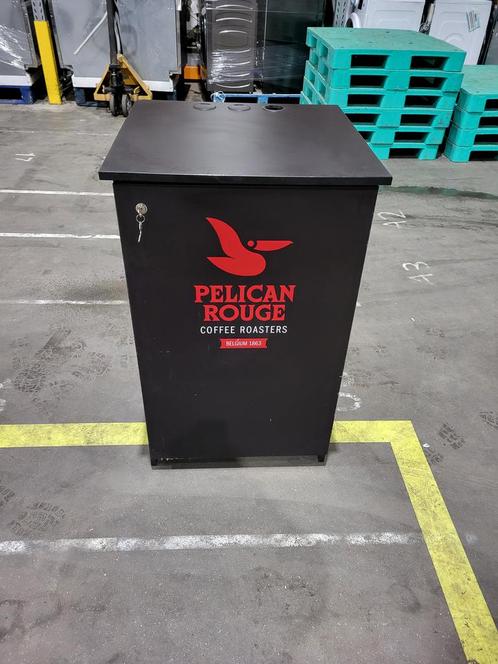 PELICAN
ROUGE
COFFEE ROASTERS
BELGIUM 1863